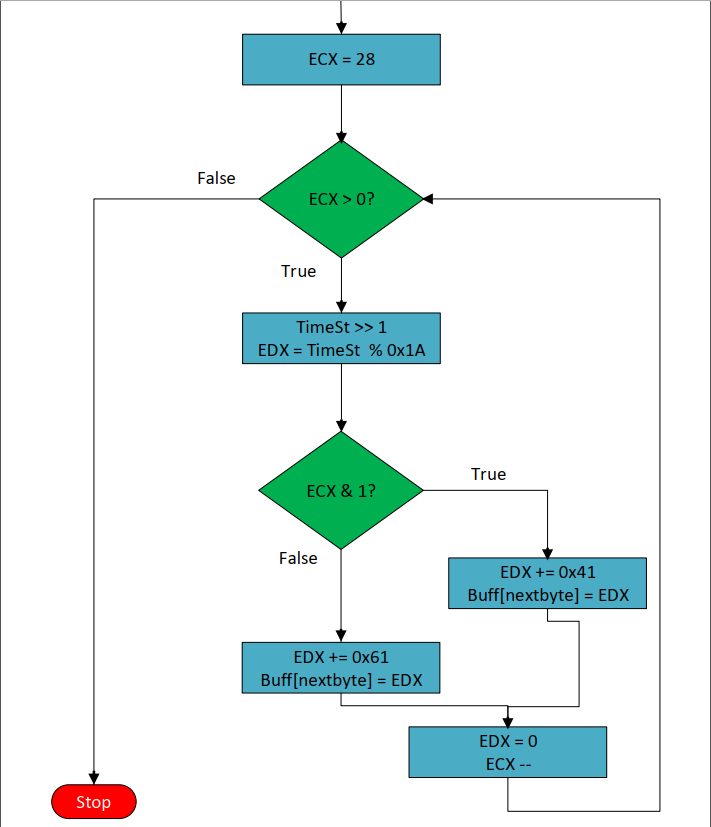 ECX = 28
False
ECX > 0?
True
TimeSt >> 1
EDX = TimeSt % 0x1A
True
ECX & 1?
False
EDX += 0x41
Buff[nextbyte] = EDX
EDX += 0x61
Buff[nextbyte] = EDX
EDX = 0
ECX --
Stop